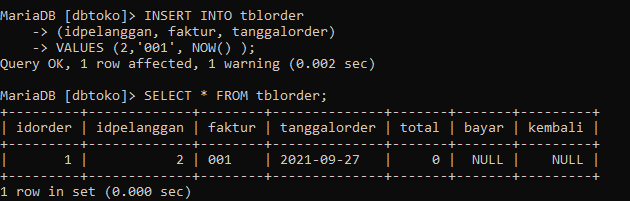 MariaDB [dbtoko]> INSERT INTO tblorder
    -> (idpelanggan, faktur, tanggalorder)
    -> VALUES (2,'001', NOW() );
Query OK, 1 row affected, 1 warning (0.002 sec)

MariaDB [dbtoko]> SELECT * FROM tblorder;
+---------+-------------+--------+--------------+-------+-------+---------+
| idorder | idpelanggan | faktur | tanggalorder | total | bayar | kembali |
+---------+-------------+--------+--------------+-------+-------+---------+
|       1 |           2 | 001    | 2021-09-27   |     0 |  NULL |    NULL |
+---------+-------------+--------+--------------+-------+-------+---------+
1 row in set (0.000 sec)